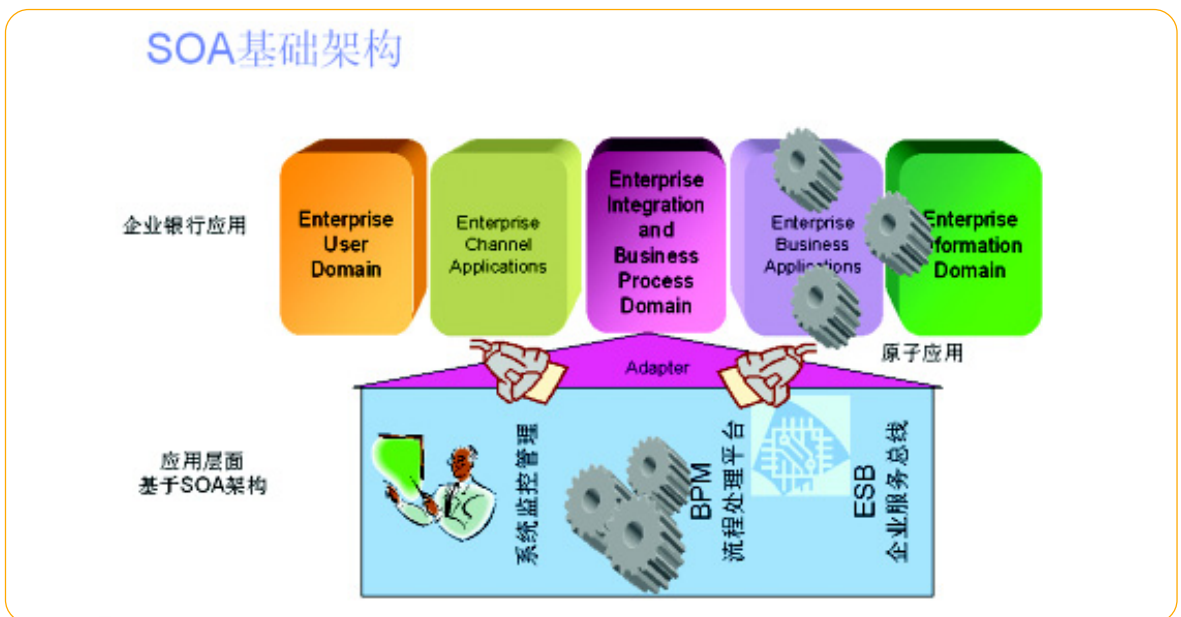 SOA基础架构
企业银行应用
Enterprise
User
Domain
Enterprise
Channel
Applications
Enterprise
Integration
and
Business
Process
Domain
Enterprise
Business
Applications
Enterprise
Information
Domain
原子应用
Adapter
应用层面
基于SOA架构
系统监控管理
BPM
流程处理平台
ESB
企业服务总线